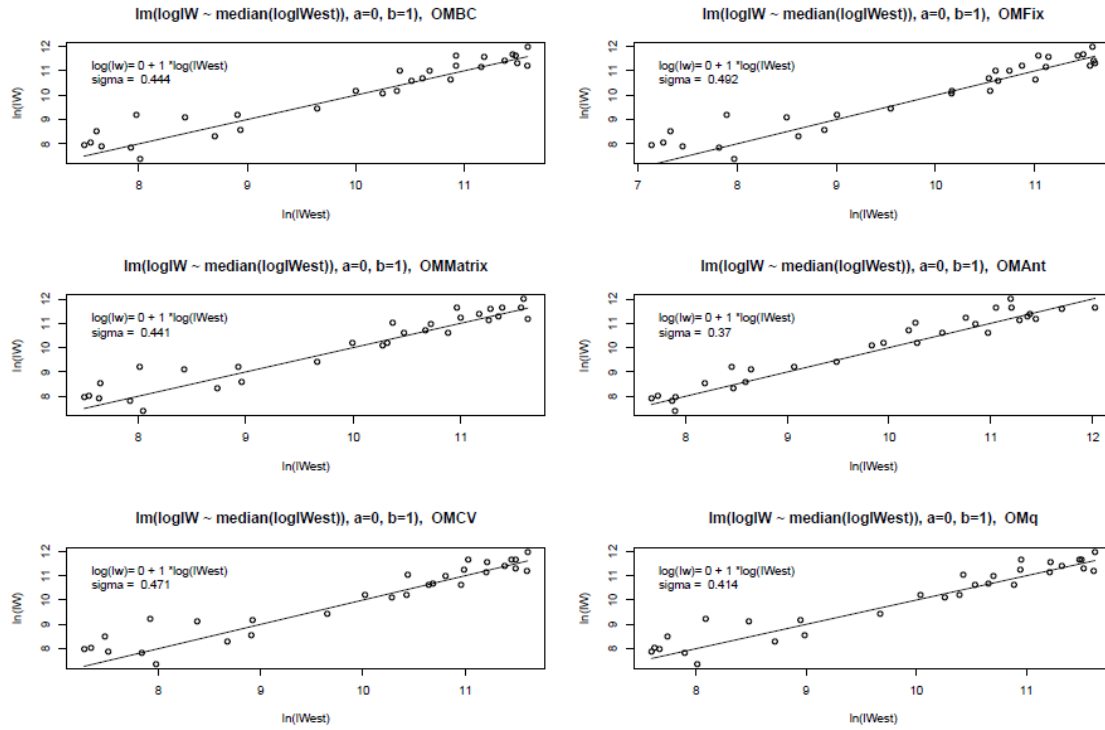 lm(logIW ~ median(logIWest)), a=0, b=1), OMBC
log(Iw)= 0 + 1 *log(IWest)
sigma = 0.444
ln(IW)
8 9 10 11 12
8 9 10 11
ln(IWest)
lm(logIW ~ median(logIWest)), a=0, b=1), OMFix
log(Iw)= 0 + 1 *log(IWest)
sigma = 0.492
ln(IW)
8 9 10 11 12
7 8 9 10 11
ln(IWest)
lm(logIW ~ median(logIWest)), a=0, b=1), OMMatrix
log(Iw)= 0 + 1 *log(IWest)
sigma = 0.441
ln(IW)
8 9 10 11 12
8 9 10 11
ln(IWest)
lm(logIW ~ median(logIWest)), a=0, b=1), OMAnt
log(Iw)= 0 + 1 *log(IWest)
sigma = 0.37
ln(IW)
8 9 10 11 12
8 9 10 11 12
ln(IWest)
lm(logIW ~ median(logIWest)), a=0, b=1), OMCV
log(Iw)= 0 + 1 *log(IWest)
sigma = 0.471
ln(IW)
8 9 10 11 12
8 9 10 11
ln(IWest)
lm(logIW ~ median(logIWest)), a=0, b=1), OMq
log(Iw)= 0 + 1 *log(IWest)
sigma = 0.414
ln(IW)
8 9 10 11 12
8 9 10 11
ln(IWest)